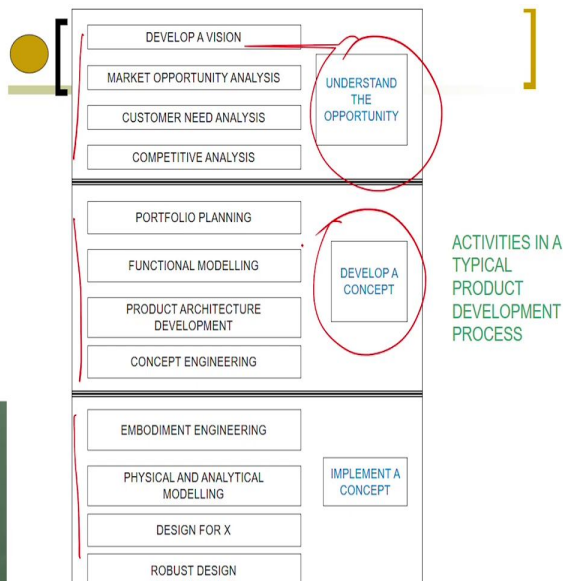 DEVELOP A VISION
MARKET OPPORTUNITY ANALYSIS
CUSTOMER NEED ANALYSIS
COMPETITIVE ANALYSIS
UNDERSTAND
THE
OPPORTUNITY
PORTFOLIO PLANNING
FUNCTIONAL MODELLING
PRODUCT ARCHITECTURE
DEVELOPMENT
CONCEPT ENGINEERING
DEVELOP A
CONCEPT
EMBODIMENT ENGINEERING
PHYSICAL AND ANALYTICAL
MODELLING
DESIGN FOR X
ROBUST DESIGN
IMPLEMENT A
CONCEPT
ACTIVITIES IN A
TYPICAL
PRODUCT
DEVELOPMENT
PROCESS